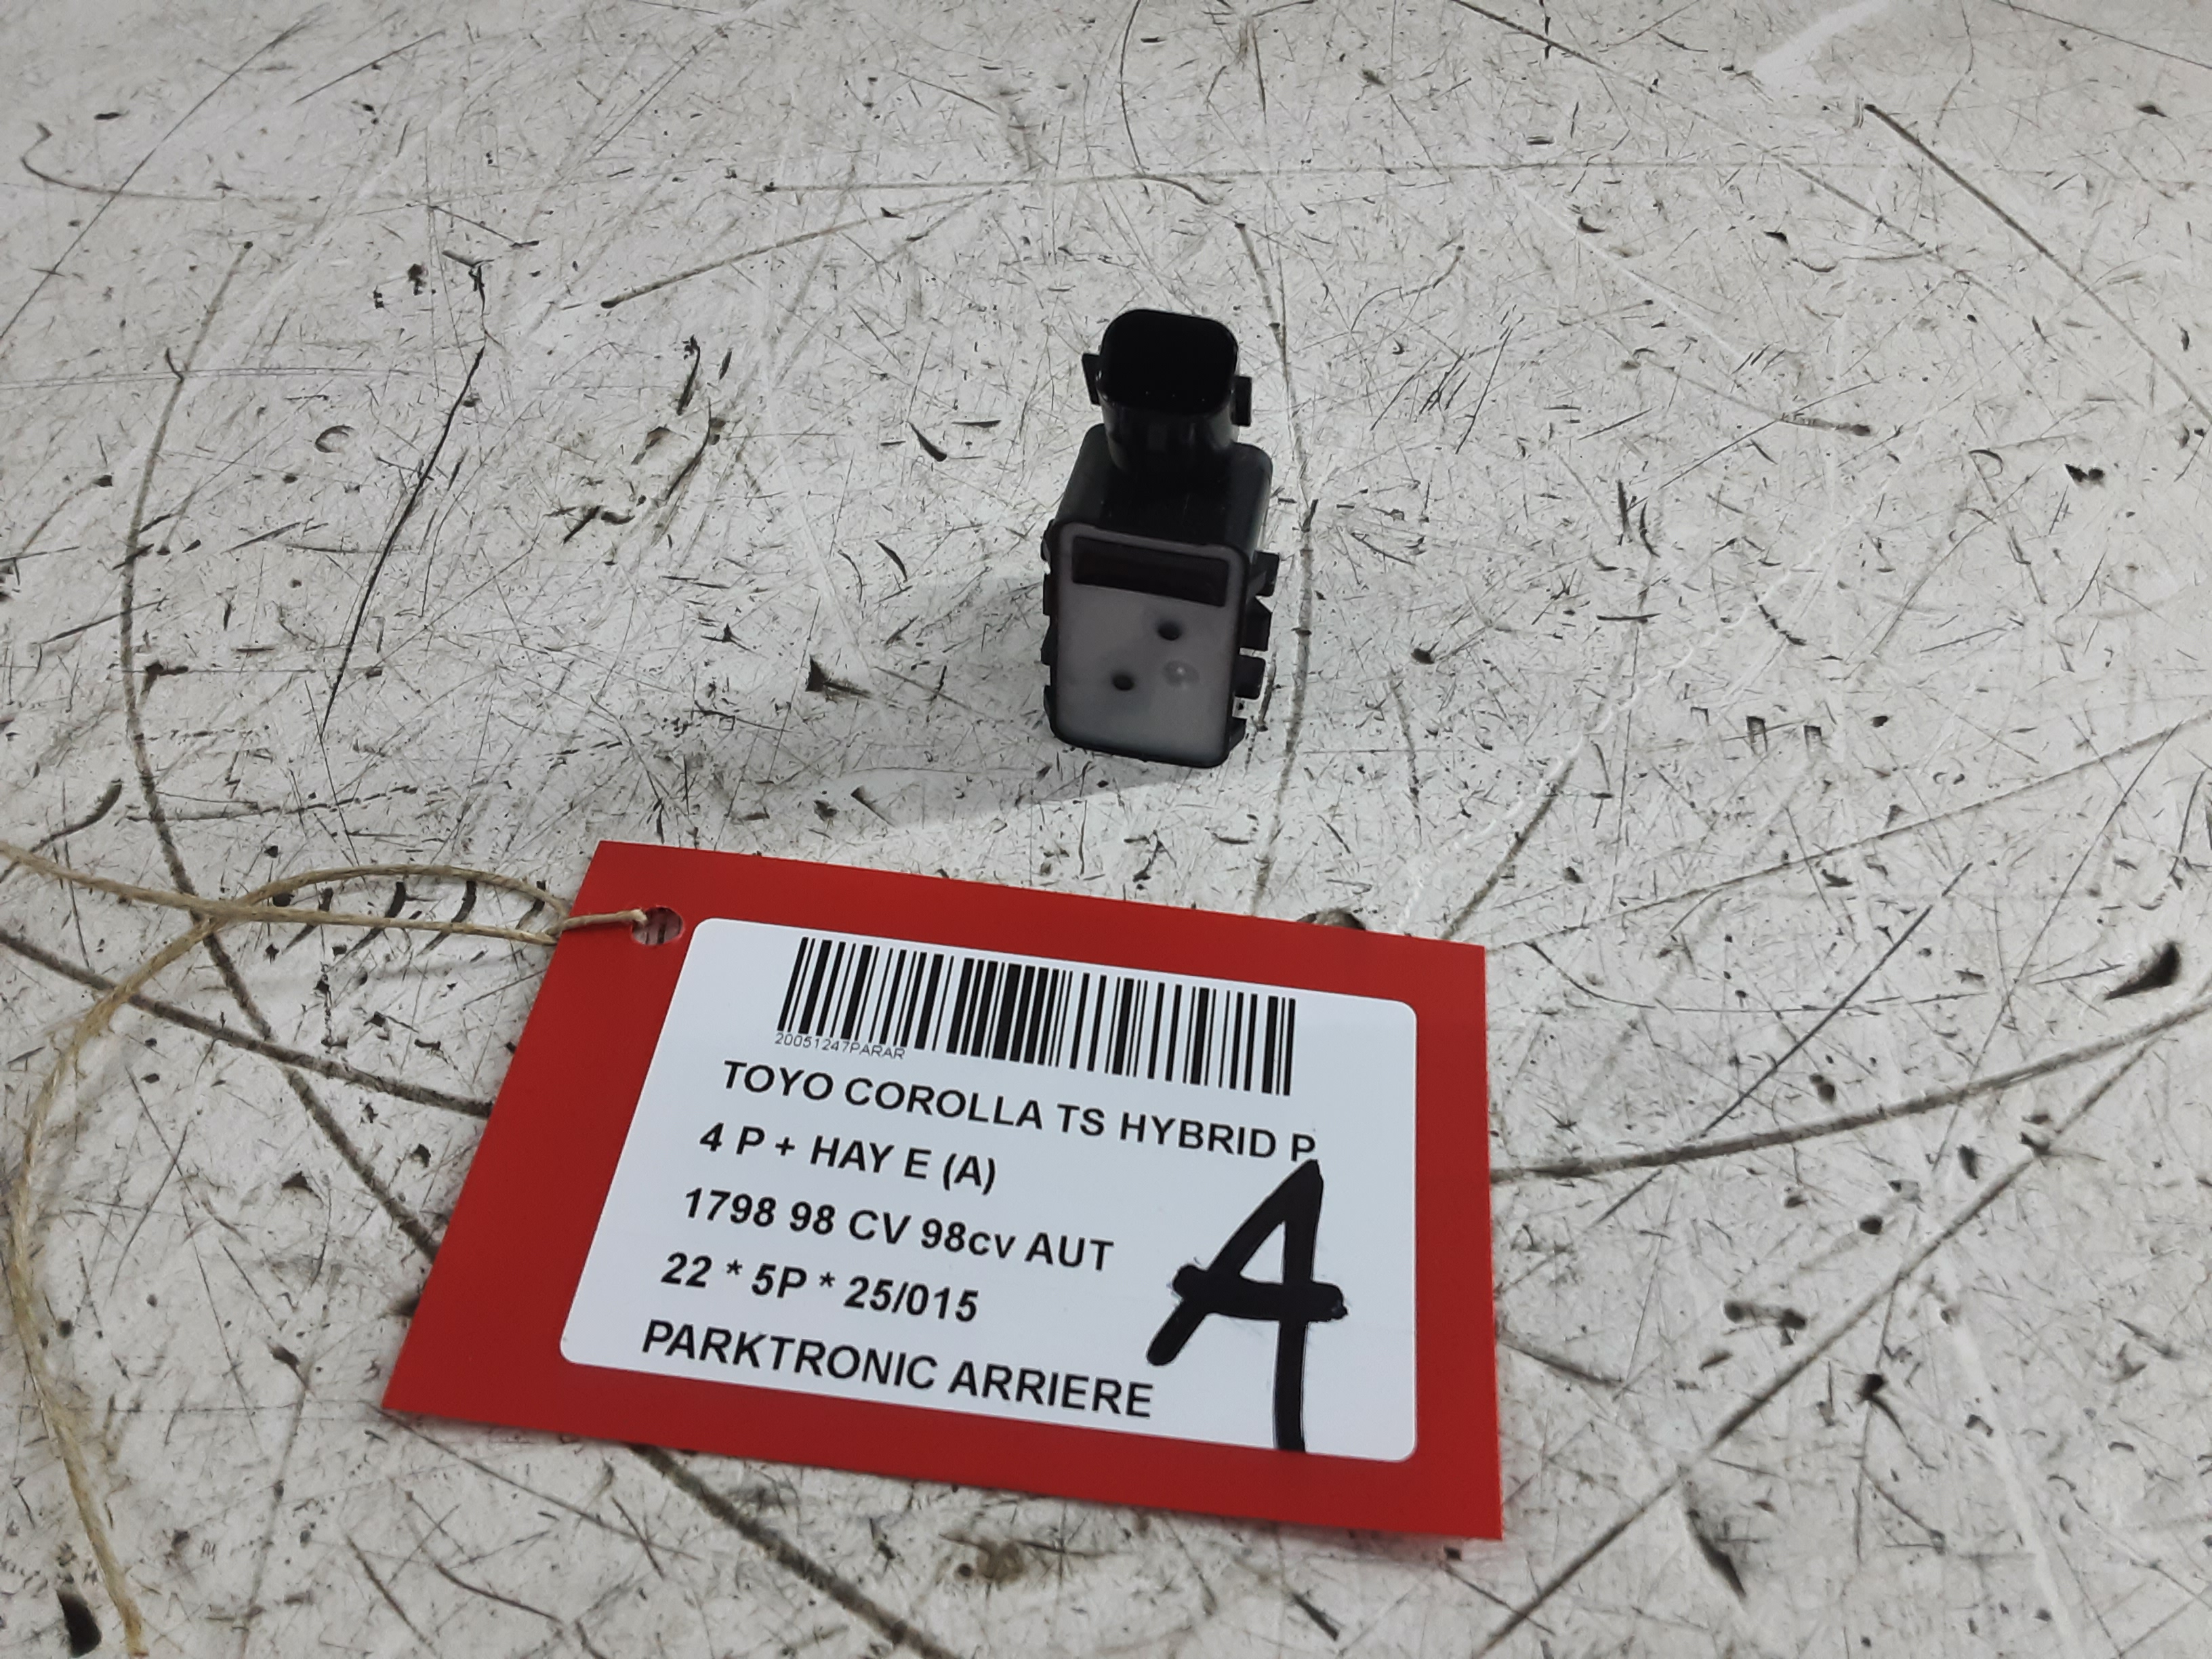 20051247PARAR
TOYO COROLLA TS HYBRID P
4 P + HAY E (A)
1798 98 CV 98cv AUT
22 * 5P * 25/015
PARKTRONIC ARRIERE
A